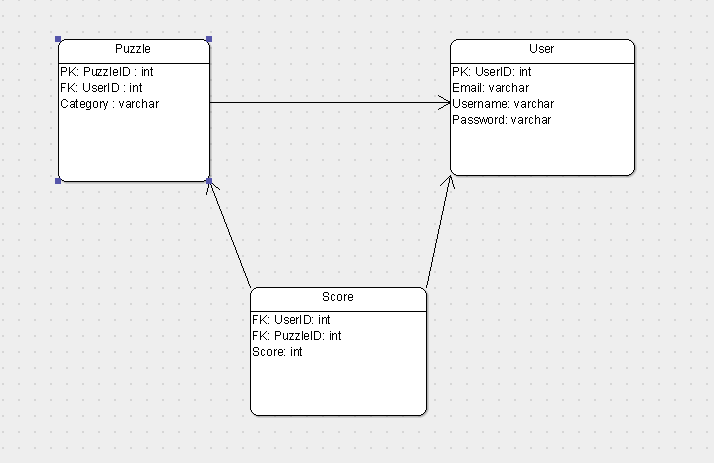 Puzzle
PK: PuzzleID : int
FK: UserID : int
Category : varchar
User
PK: UserID: int
Email: varchar
Username: varchar
Password: varchar
Score
FK: UserID: int
FK: PuzzleID: int
Score: int